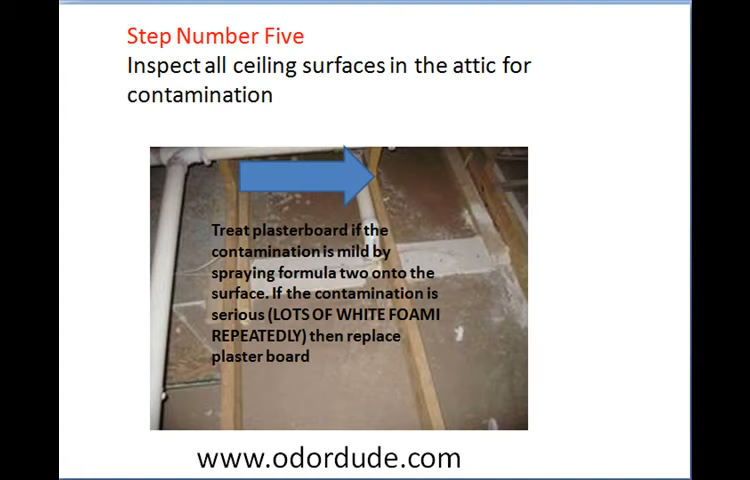 Step Number Five
Inspect all ceiling surfaces in the attic for
contamination
Treat plasterboard if the
contamination is mild by
spraying formula two onto the
surface. If the contamination is
serious (LOTS OF WHITE FOAMI
REPEATEDLY) then replace
plaster board
www.odordude.com